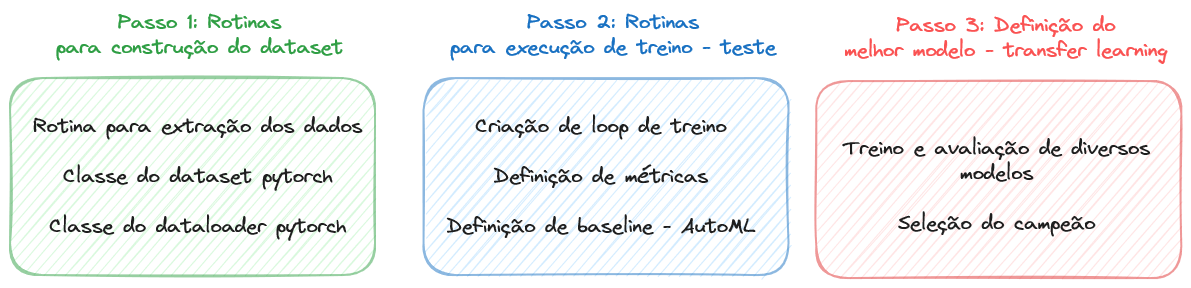 Passo 1: Rotinas
para construção do dataset
Rotina para extração dos dados
Classe do dataset pytorch
Classe do dataloader pytorch
Passo 2: Rotinas
para execução de treino - teste
Criação de loop de treino
Definição de métricas
Definição de baseline - AutoML
Passo 3: Definição do
melhor modelo - transfer learning
Treino e avaliação de diversos
modelos
Seleção do campeão